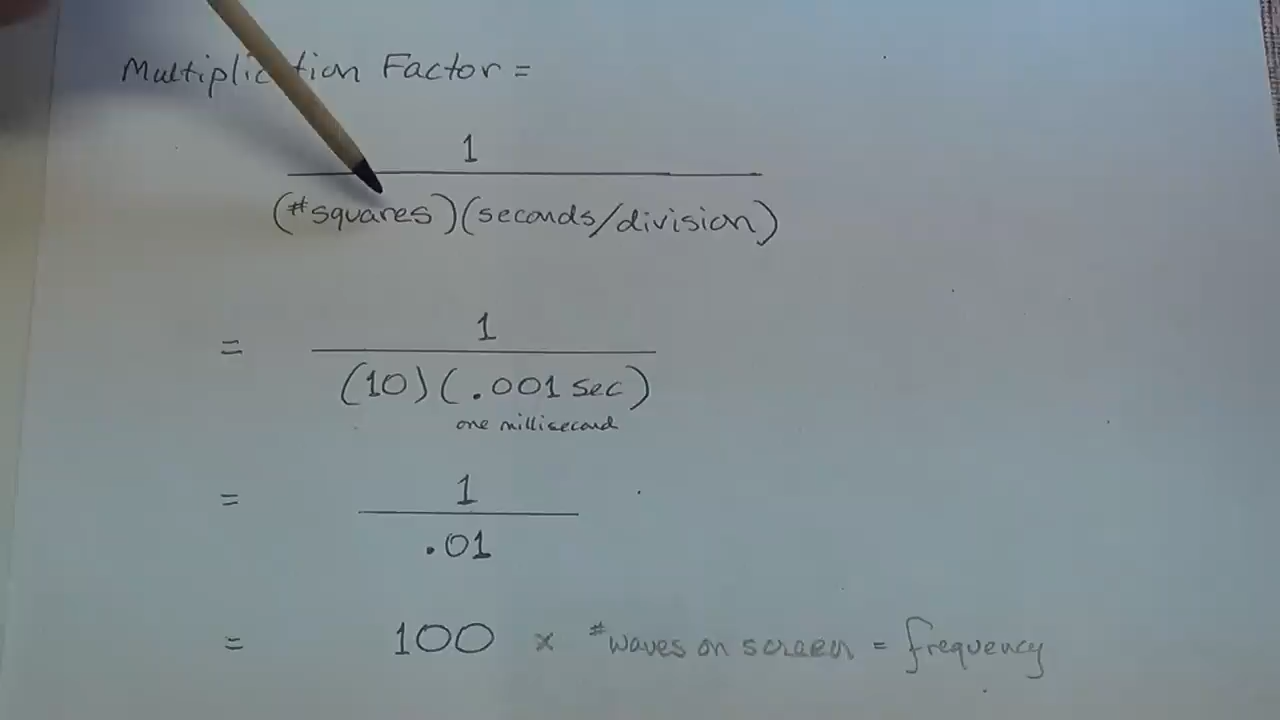 Multiplication Factor =
1
(#squares)(seconds/division)
= 1
(10)(.001 sec)
one millisecond
= 1
.01
= 100 × #waves on screen = frequency